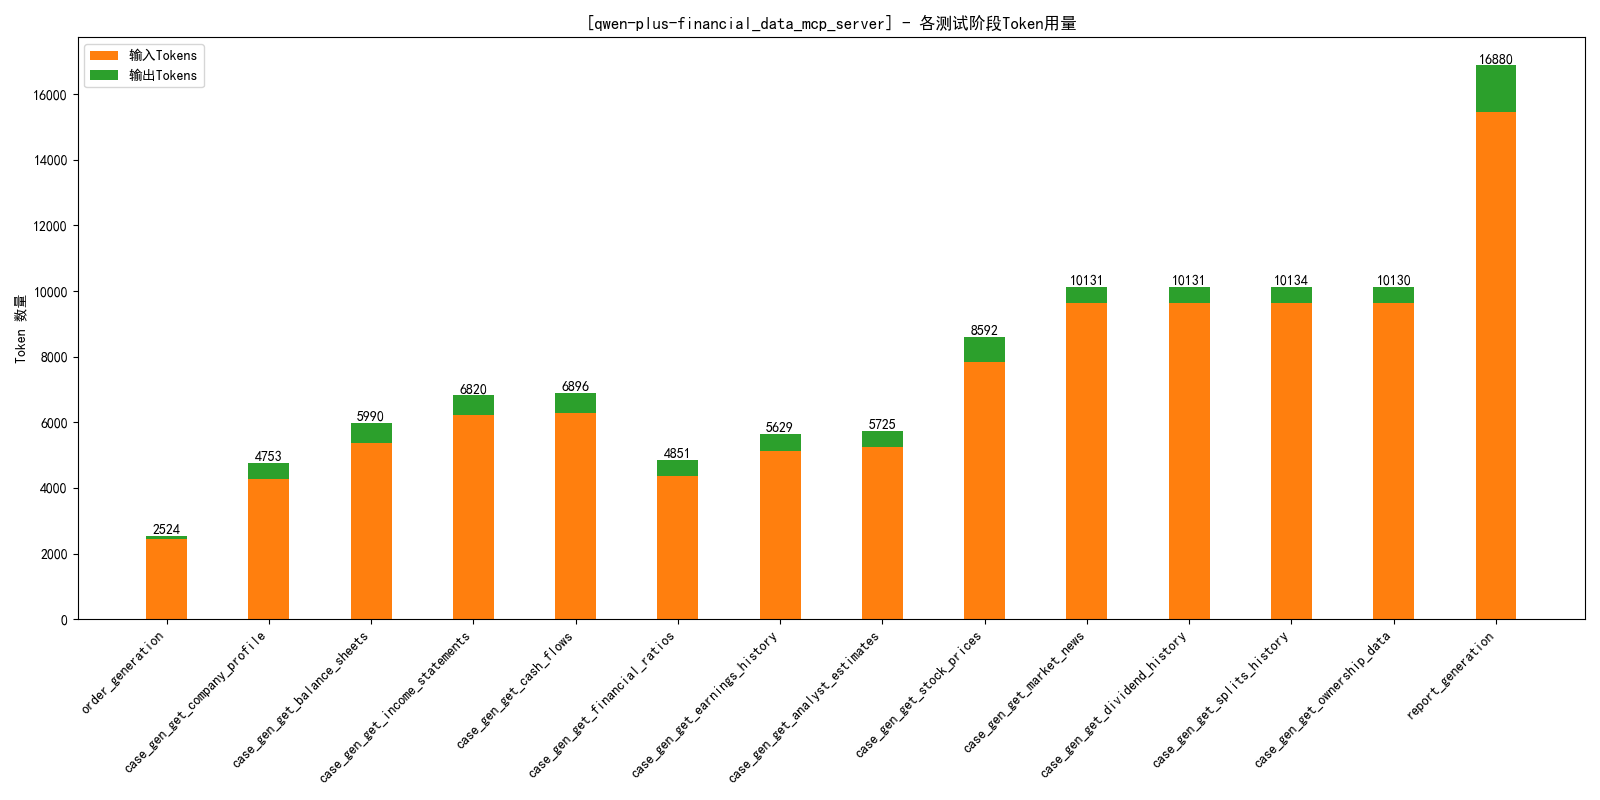 [qwen-plus-financial_data_mcp_server] - 各测试阶段Token用量
输入Tokens
输出Tokens
Token 数量
16000
14000
12000
10000
8000
6000
4000
2000
0
2524
4753
5990
6820
6896
4851
5629
5725
8592
10131
10131
10134
10130
16880
order_generation
case_gen_get_company_profile
case_gen_get_balance_sheets
case_gen_get_income_statements
case_gen_get_cash_flows
case_gen_get_financial_ratios
case_gen_get_earnings_history
case_gen_get_analyst_estimates
case_gen_get_stock_prices
case_gen_get_market_news
case_gen_get_dividend_history
case_gen_get_splits_history
case_gen_get_ownership_data
report_generation